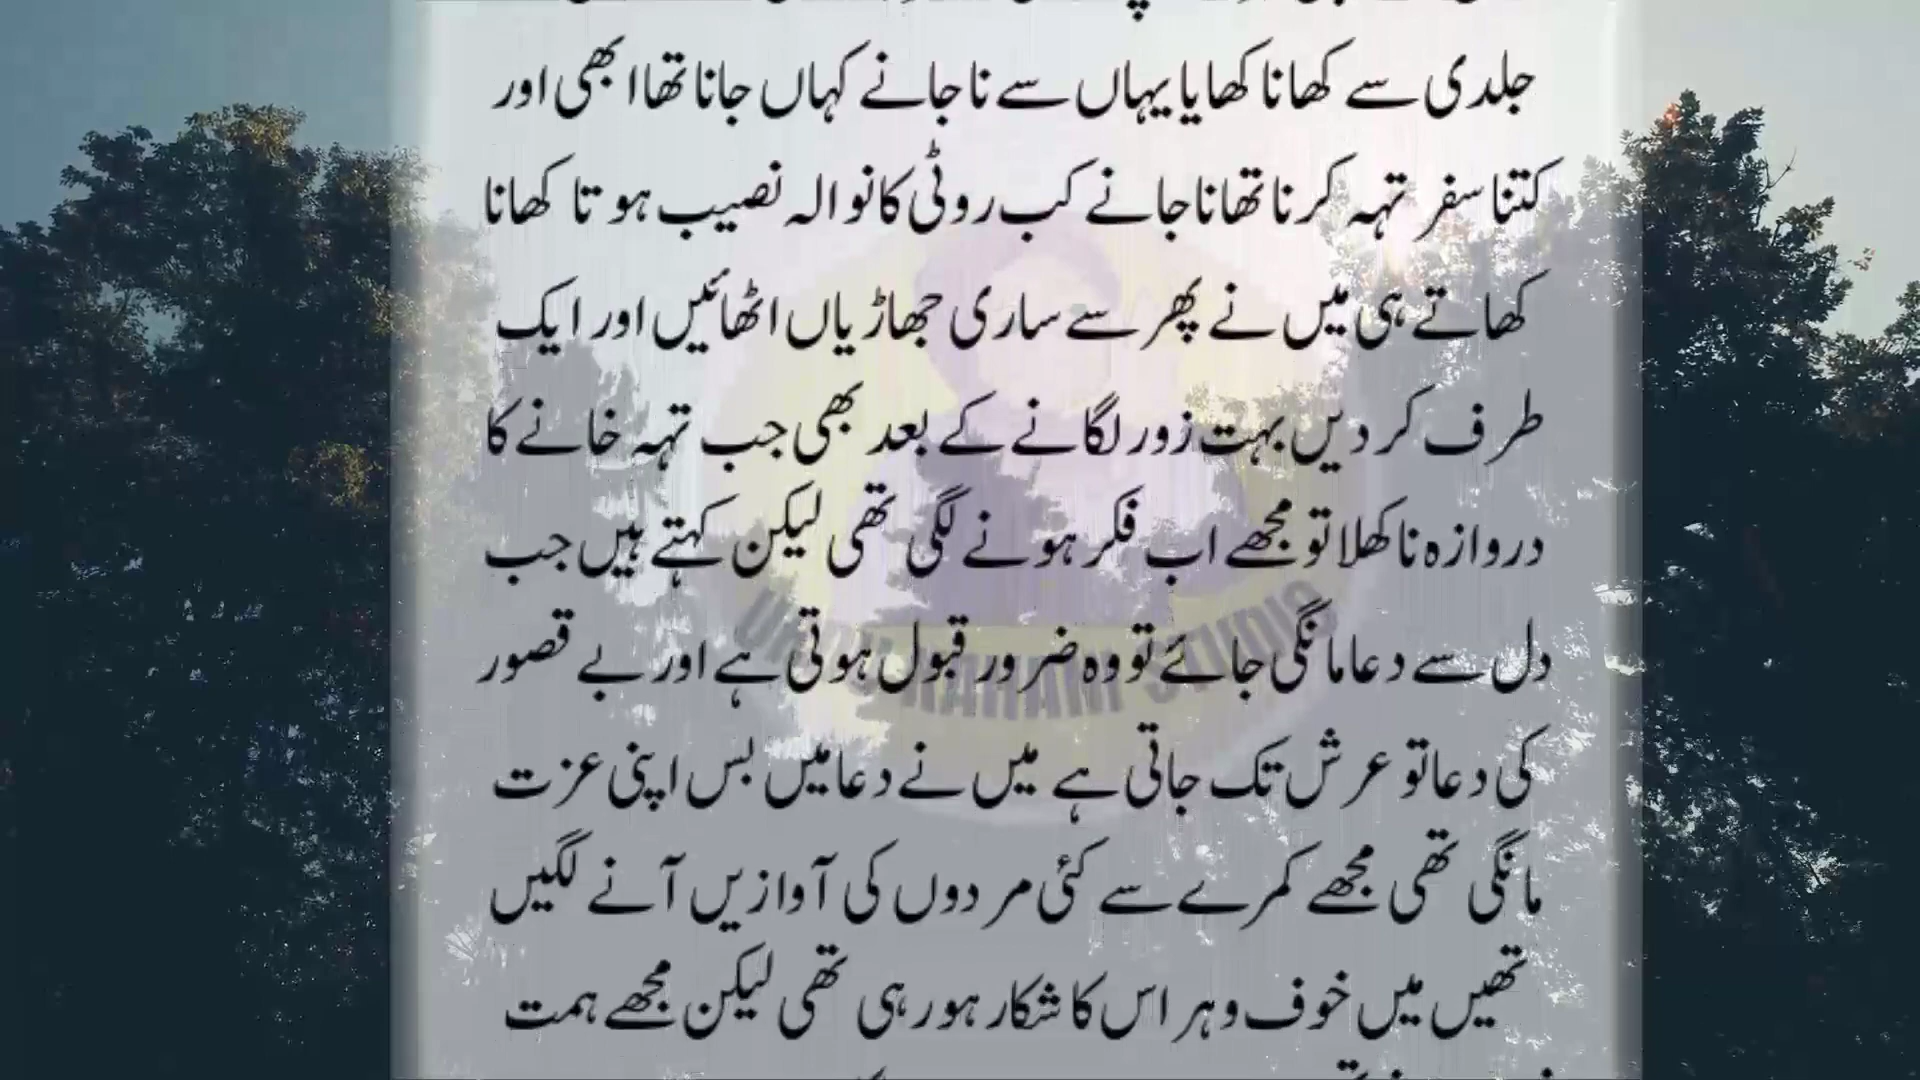 جلدی سے کھانا کھایا یہاں سے نا جانے کہاں جانا تھا ابھی اور
کتنا سفر تہہ کرنا تھا نا جانے کب روٹی کا نوالہ نصیب ہوتا کھانا
کھاتے ہی میں نے پھر سے ساری جھاڑیاں اٹھائیں اور ایک
طرف کر دیں بہت زور لگانے کے بعد بھی جب تہہ خانے کا
دروازہ نا کھلا تو مجھے اب فکر ہونے لگی تھی لیکن کہتے ہیں جب
دل سے دعا مانگی جائے تو وہ ضرور قبول ہوتی ہے اور بے قصور
کی دعا تو عرش تک جاتی ہے میں نے دعا میں بس اپنی عزت
مانگی تھی مجھے کمرے سے کئی مردوں کی آوازیں آنے لگیں
تھیں میں خوف و ہراس کا شکار ہو رہی تھی لیکن مجھے ہمت
URDU KAHANI STUDIO